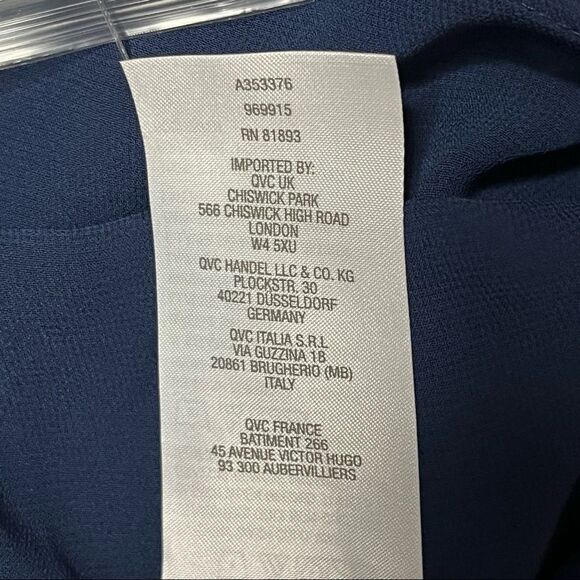 A353376
969915
RN 81893
IMPORTED BY:
QVC UK
CHISWICK PARK
566 CHISWICK HIGH ROAD
LONDON
W4 5XU
QVC HANDEL LLC & CO. KG
PLOCKSTR. 30
40221 DÜSSELDORF
GERMANY
QVC ITALIA S.R.L
VIA GUZZINA 18
20861 BRUGHERIO (MB)
ITALY
QVC FRANCE
BATIMENT 266
45 AVENUE VICTOR HUGO
93 300 AUBERVILLIERS